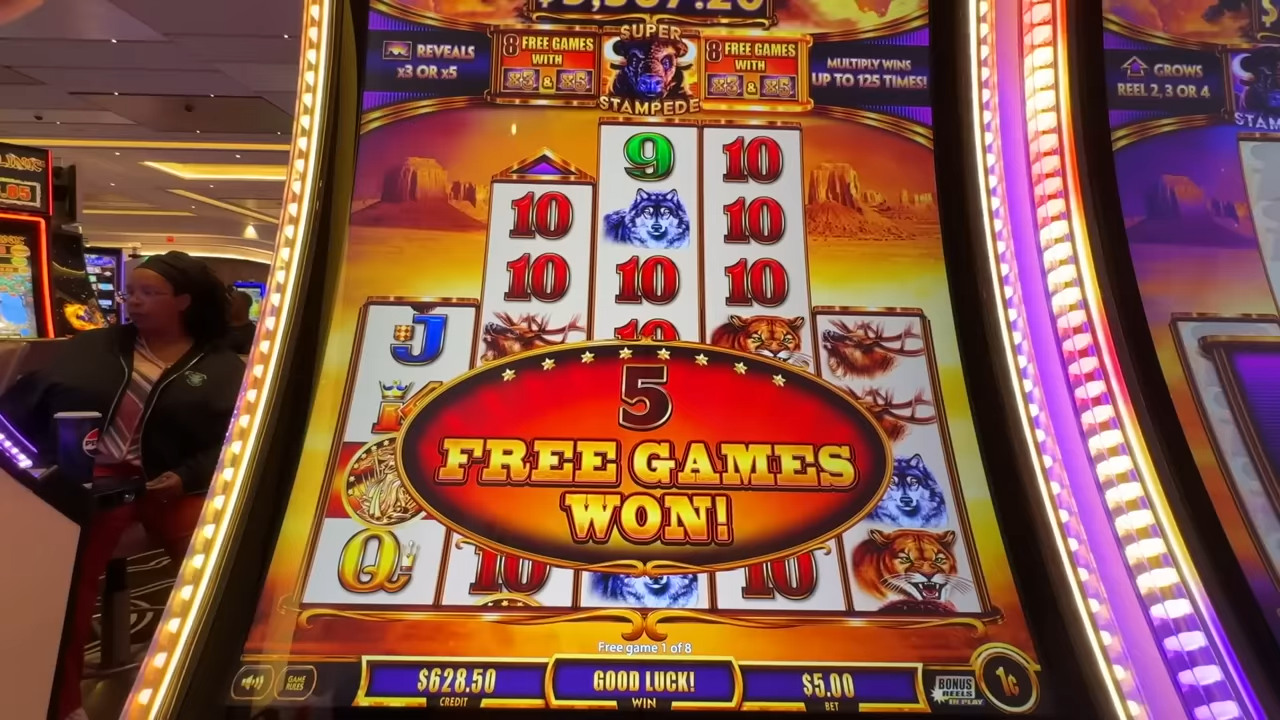 REVEALS
x3 OR x5
8 FREE GAMES
WITH
x3 & x5
SUPER
STAMPEDE
8 FREE GAMES
WITH
x3 & x5
MULTIPLY WINS
UP TO 125 TIMES!
GROWS
REEL 2, 3 OR 4
9
10
10
10
10
10
10
10
J
10
5
FREE GAMES
WON!
Q
10
10
Free game 1 of 8
GAME
RULES
$628.50
CREDIT
GOOD LUCK!
WIN
$5.00
BET
BONUS
REELS
IN PLAY
1¢